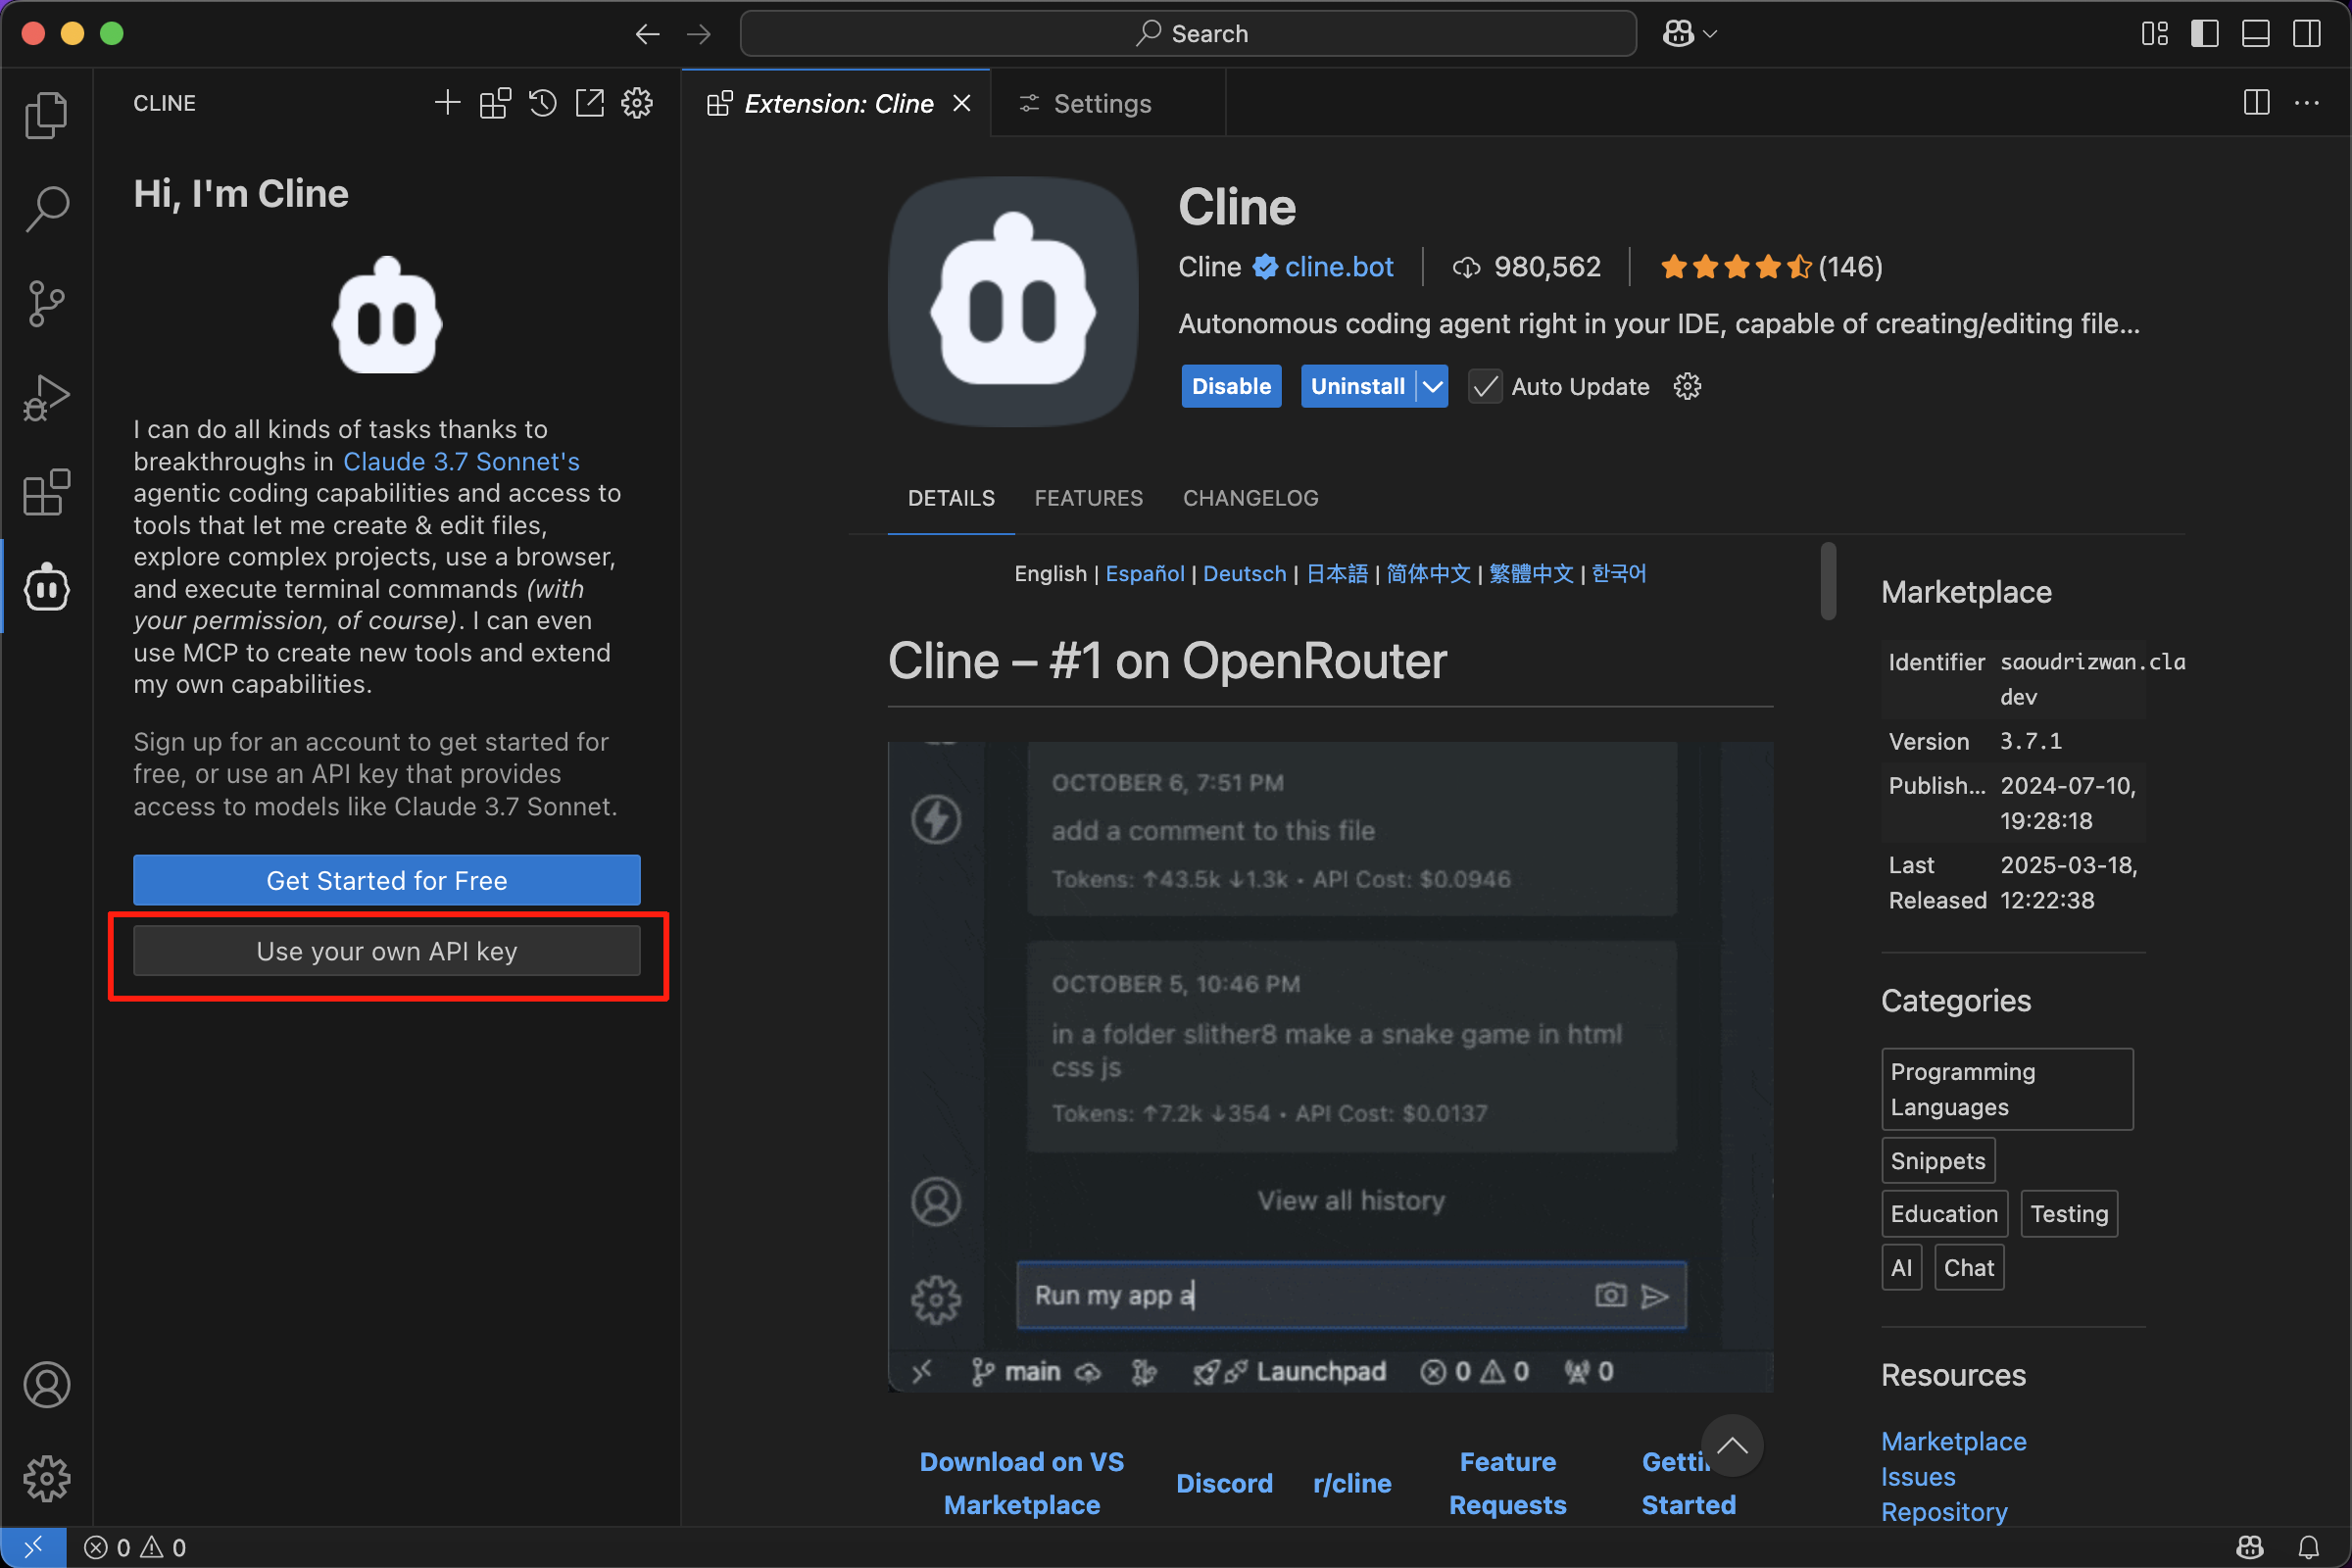 Search
CLINE
Extension: Cline
Settings
Hi, I'm Cline
I can do all kinds of tasks thanks to
breakthroughs in Claude 3.7 Sonnet's
agentic coding capabilities and access to
tools that let me create & edit files,
explore complex projects, use a browser,
and execute terminal commands (with
your permission, of course). I can even
use MCP to create new tools and extend
my own capabilities.
Sign up for an account to get started for
free, or use an API key that provides
access to models like Claude 3.7 Sonnet.
Get Started for Free
Use your own API key
Cline
Cline cline.bot 980,562 (146)
Autonomous coding agent right in your IDE, capable of creating/editing file...
Disable Uninstall Auto Update
DETAILS FEATURES CHANGELOG
English | Español | Deutsch | 日本語 | 简体中文 | 繁體中文 | 한국어
Cline – #1 on OpenRouter
OCTOBER 6, 7:51 PM
add a comment to this file
Tokens: ↑43.5k ↓1.3k • API Cost: $0.0946
OCTOBER 5, 10:46 PM
in a folder slither8 make a snake game in html
css js
Tokens: ↑7.2k ↓354 • API Cost: $0.0137
View all history
Run my app a
main Launchpad 0 0 0
Download on VS
Marketplace
Discord
r/cline
Feature
Requests
Getti
Started
Marketplace
Identifier saoudrizwan.cla
dev
Version 3.7.1
Publish... 2024-07-10,
19:28:18
Last 2025-03-18,
Released 12:22:38
Categories
Programming
Languages
Snippets
Education Testing
AI Chat
Resources
Marketplace
Issues
Repository
0 0